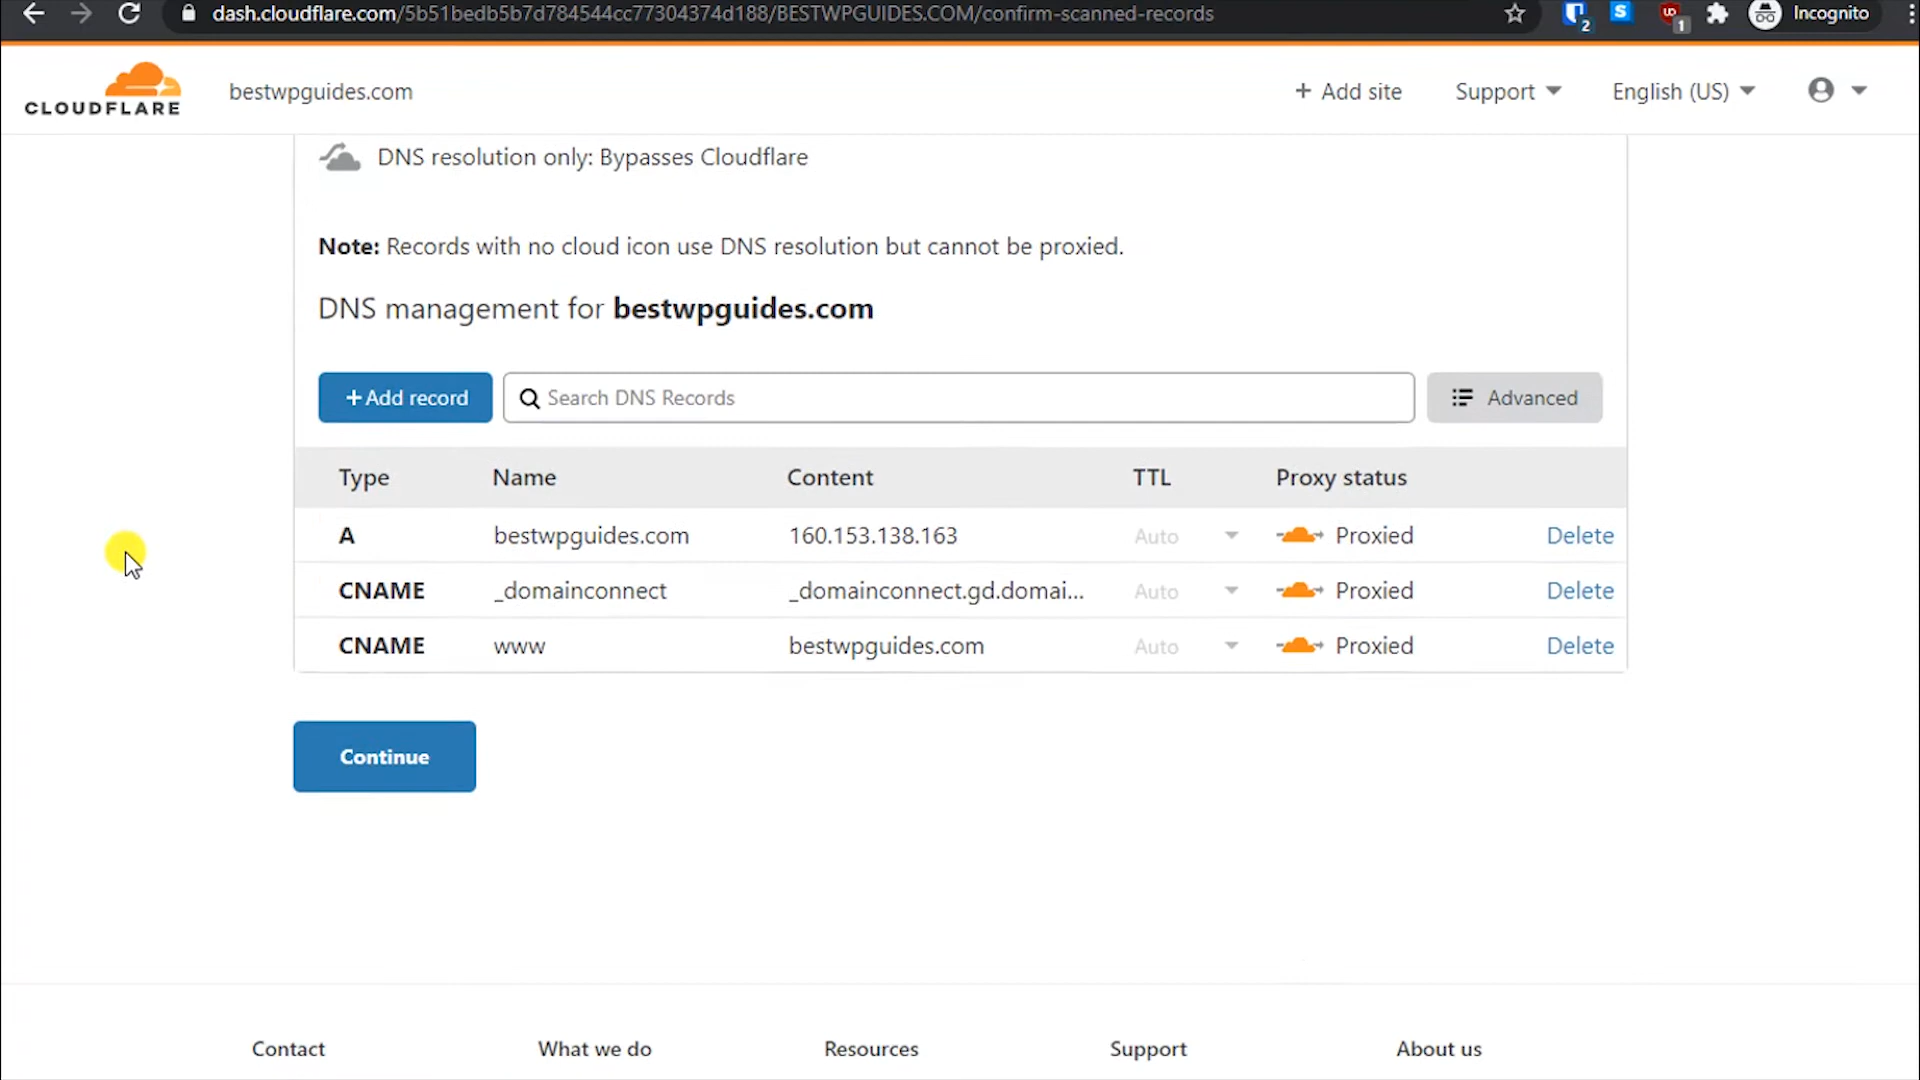 dash.cloudflare.com/5b51bedb5b7d784544cc77304374d188/BESTWPGUIDES.COM/confirm-scanned-records
2
S
1
Incognito
CLOUDFLARE
bestwpguides.com
+ Add site
Support
English (US)
DNS resolution only: Bypasses Cloudflare
Note: Records with no cloud icon use DNS resolution but cannot be proxied.
DNS management for bestwpguides.com
+ Add record
Search DNS Records
Advanced
Type Name Content TTL Proxy status
A bestwpguides.com 160.153.138.163 Auto Proxied Delete
CNAME _domainconnect _domainconnect.gd.domai... Auto Proxied Delete
CNAME www bestwpguides.com Auto Proxied Delete
Continue
Contact What we do Resources Support About us